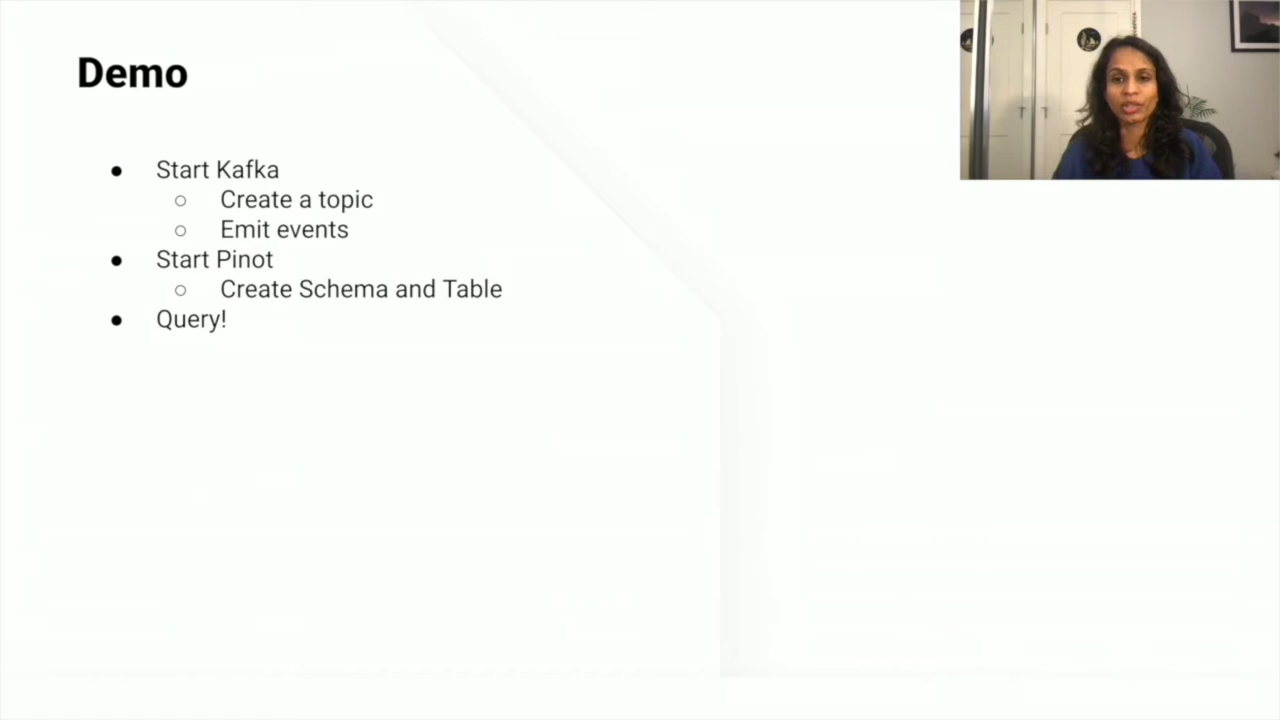 Demo
● Start Kafka
○ Create a topic
○ Emit events
● Start Pinot
○ Create Schema and Table
● Query!